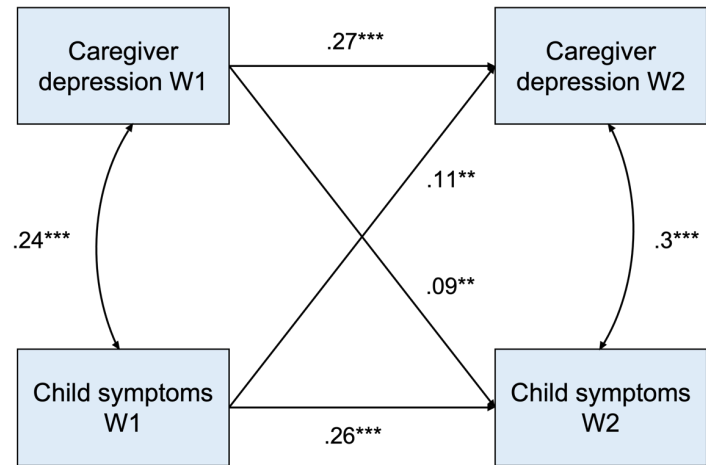 Caregiver
depression W1
.27***
Caregiver
depression W2
.11**
.24***
.3***
.09**
Child symptoms
W1
.26***
Child symptoms
W2